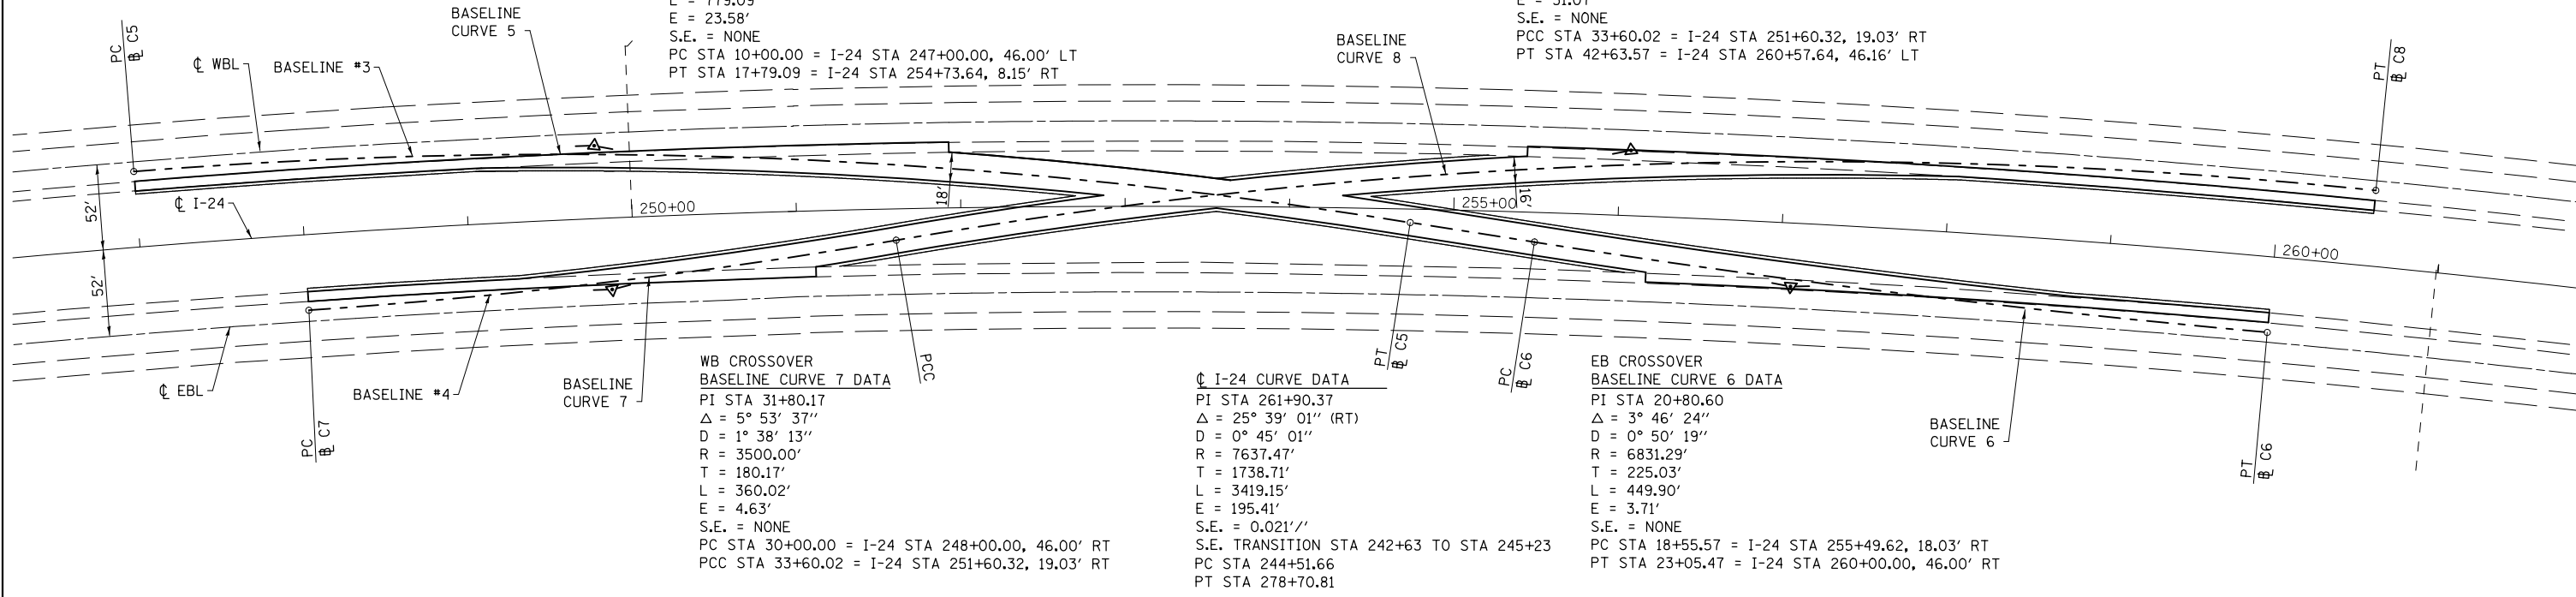 L = 779.09'
E = 23.58'
S.E. = NONE
PC STA 10+00.00 = I-24 STA 247+00.00, 46.00' LT
PT STA 17+79.09 = I-24 STA 254+73.64, 8.15' RT
E = 31.01'
S.E. = NONE
PCC STA 33+60.02 = I-24 STA 251+60.32, 19.03' RT
PT STA 42+63.57 = I-24 STA 260+57.64, 46.16' LT
BASELINE
CURVE 5
PC
B C5
℄ WBL
BASELINE #3
BASELINE
CURVE 8
PT
B C8
52'
℄ I-24
18'
250+00
255+00
16'
260+00
52'
℄ EBL
BASELINE #4
BASELINE
CURVE 7
PC
B C7
PCC
PT
B C5
PC
B C6
BASELINE
CURVE 6
PT
B C6
WB CROSSOVER
BASELINE CURVE 7 DATA
PI STA 31+80.17
Δ = 5° 53' 37''
D = 1° 38' 13''
R = 3500.00'
T = 180.17'
L = 360.02'
E = 4.63'
S.E. = NONE
PC STA 30+00.00 = I-24 STA 248+00.00, 46.00' RT
PCC STA 33+60.02 = I-24 STA 251+60.32, 19.03' RT
℄ I-24 CURVE DATA
PI STA 261+90.37
Δ = 25° 39' 01'' (RT)
D = 0° 45' 01''
R = 7637.47'
T = 1738.71'
L = 3419.15'
E = 195.41'
S.E. = 0.021'/'
S.E. TRANSITION STA 242+63 TO STA 245+23
PC STA 244+51.66
PT STA 278+70.81
EB CROSSOVER
BASELINE CURVE 6 DATA
PI STA 20+80.60
Δ = 3° 46' 24''
D = 0° 50' 19''
R = 6831.29'
T = 225.03'
L = 449.90'
E = 3.71'
S.E. = NONE
PC STA 18+55.57 = I-24 STA 255+49.62, 18.03' RT
PT STA 23+05.47 = I-24 STA 260+00.00, 46.00' RT